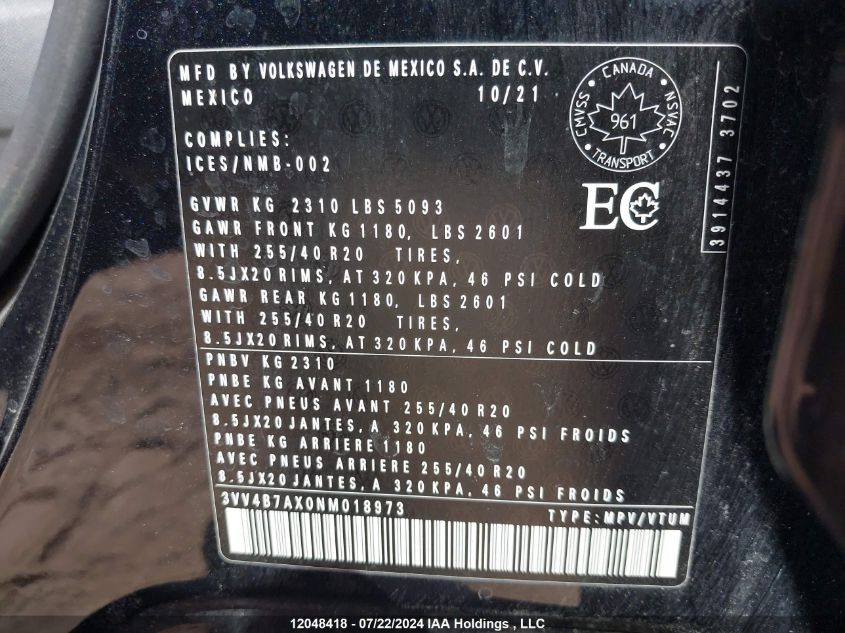 MFD BY VOLKSWAGEN DE MEXICO S.A. DE C.V.
MEXICO 10/21
CANADA
CMVSS
NSVAC
961
TRANSPORT
COMPLIES:
ICES/NMB-002
EC
3914437 3702
GVWR KG 2310 LBS 5093
GAWR FRONT KG 1180, LBS 2601
WITH 255/40 R20 TIRES,
8.5JX20 RIMS, AT 320 KPA, 46 PSI COLD
GAWR REAR KG 1180, LBS 2601
WITH 255/40 R20 TIRES,
8.5JX20 RIMS, AT 320 KPA, 46 PSI COLD
PNBV KG 2310
PNBE KG AVANT 1180
AVEC PNEUS AVANT 255/40 R20
8.5JX20 JANTES, A 320 KPA, 46 PSI FROIDS
PNBE KG ARRIERE 1180
AVEC PNEUS ARRIERE 255/40 R20
8.5JX20 JANTES, A 320 KPA, 46 PSI FROIDS
3VV4B7AX0NM018973
TYPE: MPV/VTUM
12048418 - 07/22/2024 IAA Holdings, LLC